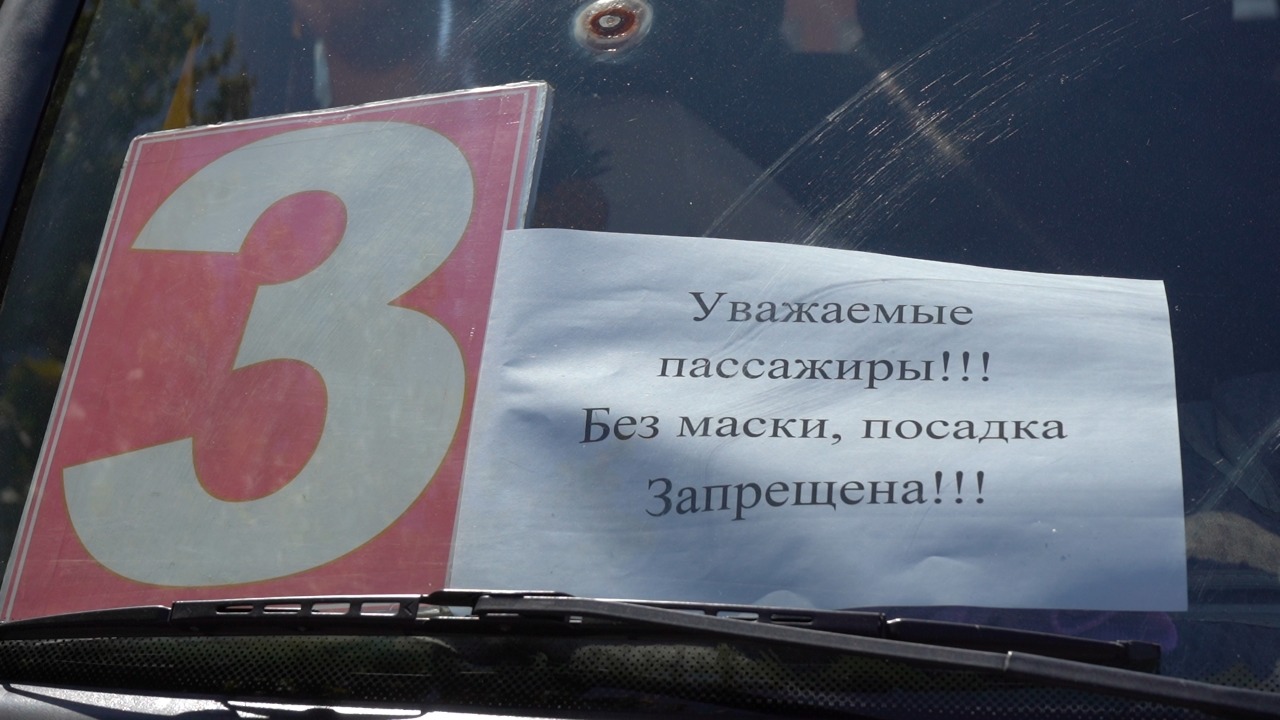 3
Уважаемые
пассажиры!!!
Без маски, посадка
Запрещена!!!